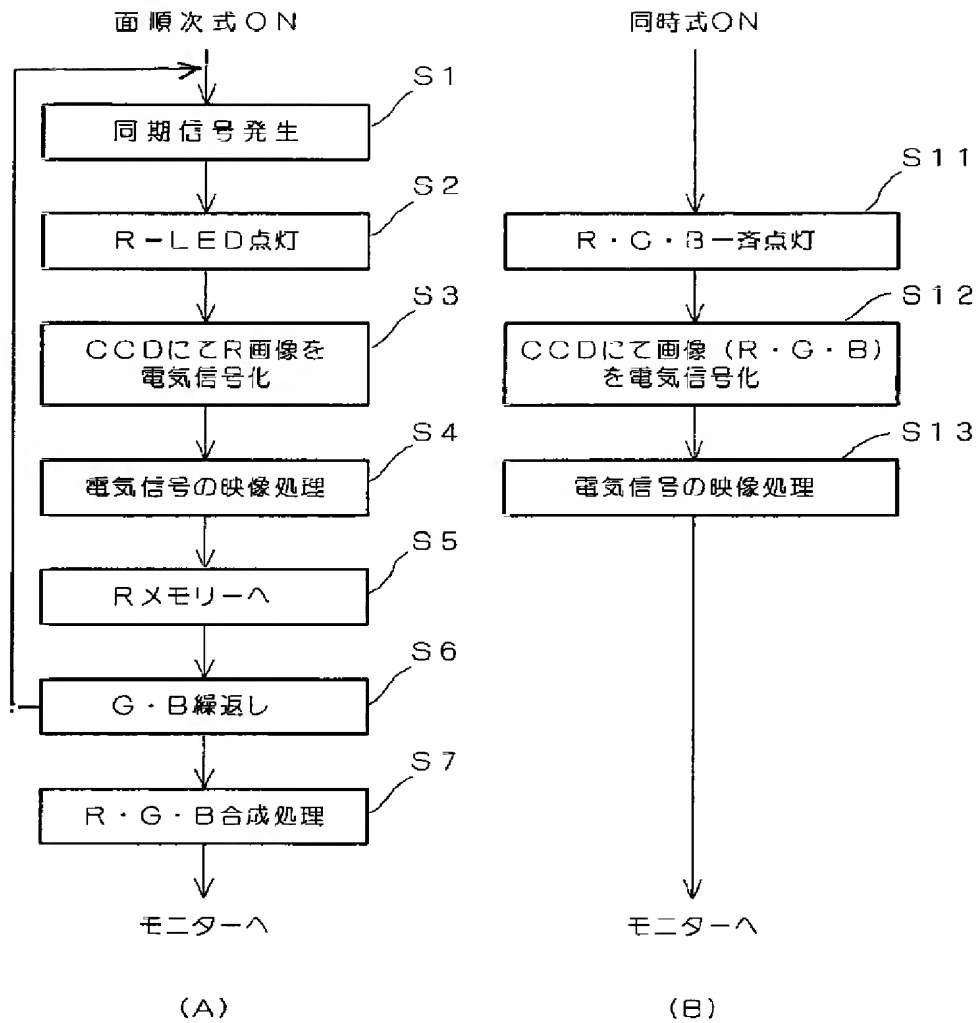 面順次式ON
S1
同期信号発生
S2
R-LED点灯
S3
CCDにてR画像を
電気信号化
S4
電気信号の映像処理
S5
Rメモリーへ
S6
G・B繰返し
S7
R・G・B合成処理
モニターへ
(A)
同時式ON
S11
R・G・B一斉点灯
S12
CCDにて画像(R・G・B)
を電気信号化
S13
電気信号の映像処理
モニターへ
(B)